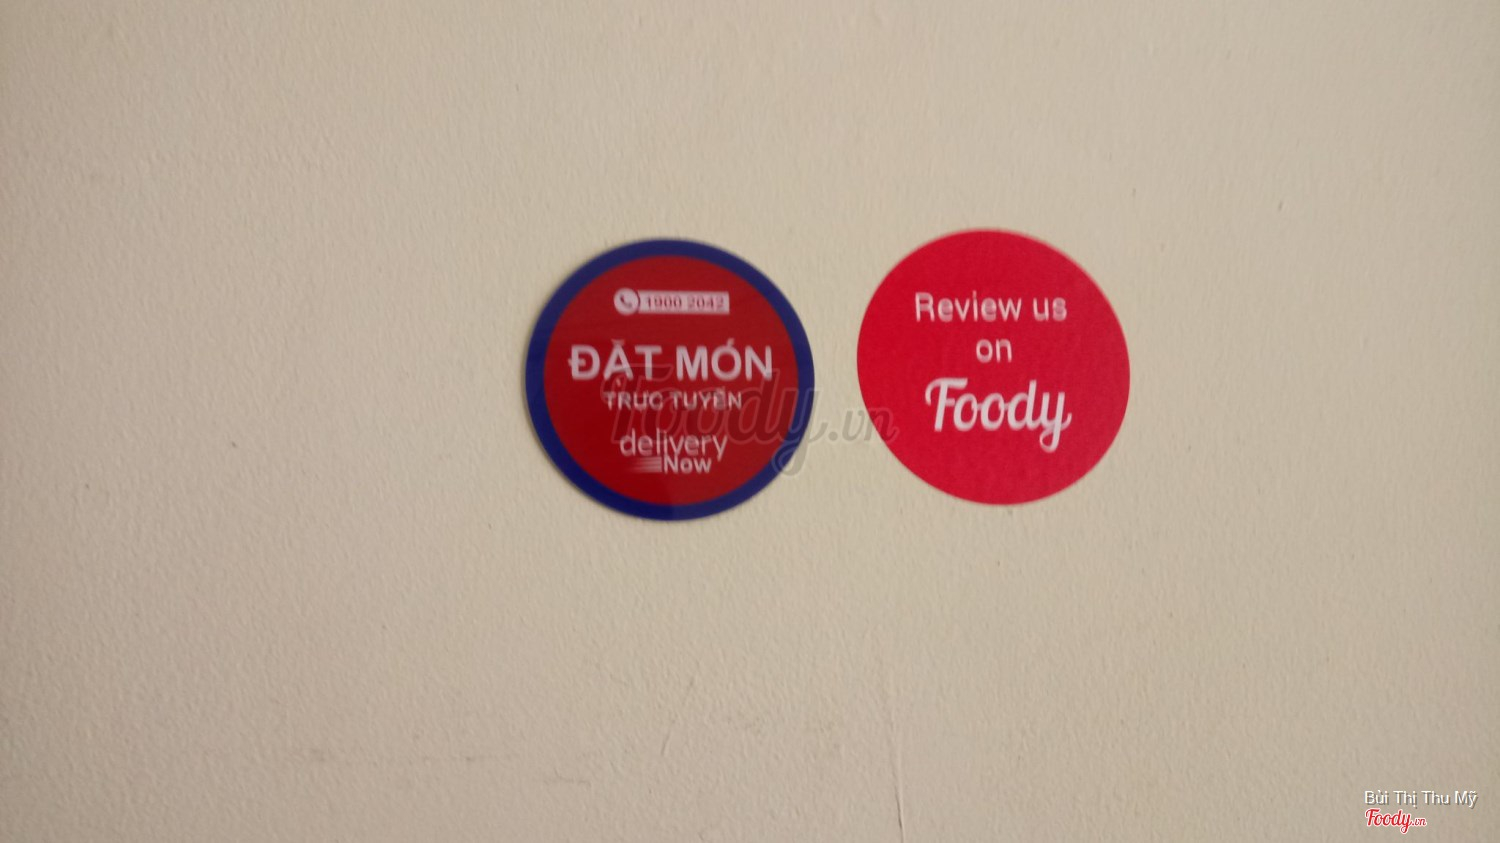 1900 2042
ĐẶT MÓN
TRỰC TUYẾN
delivery
Now
Review us
on
Foody
Foody.vn
Bùi Thị Thu Mỹ
Foody.vn